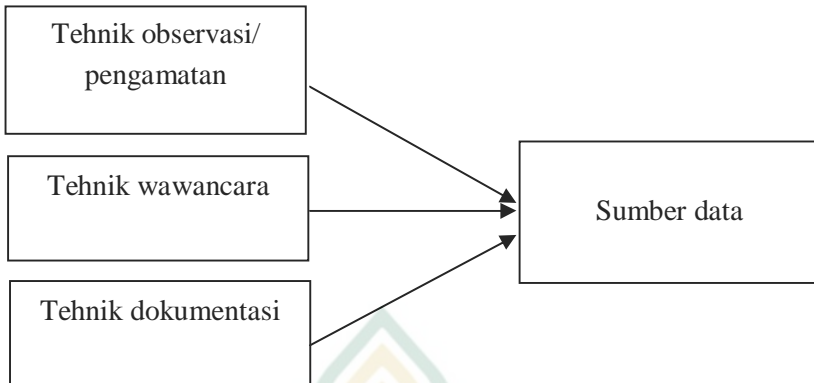 Tehnik observasi/
pengamatan
Tehnik wawancara
Sumber data
Tehnik dokumentasi